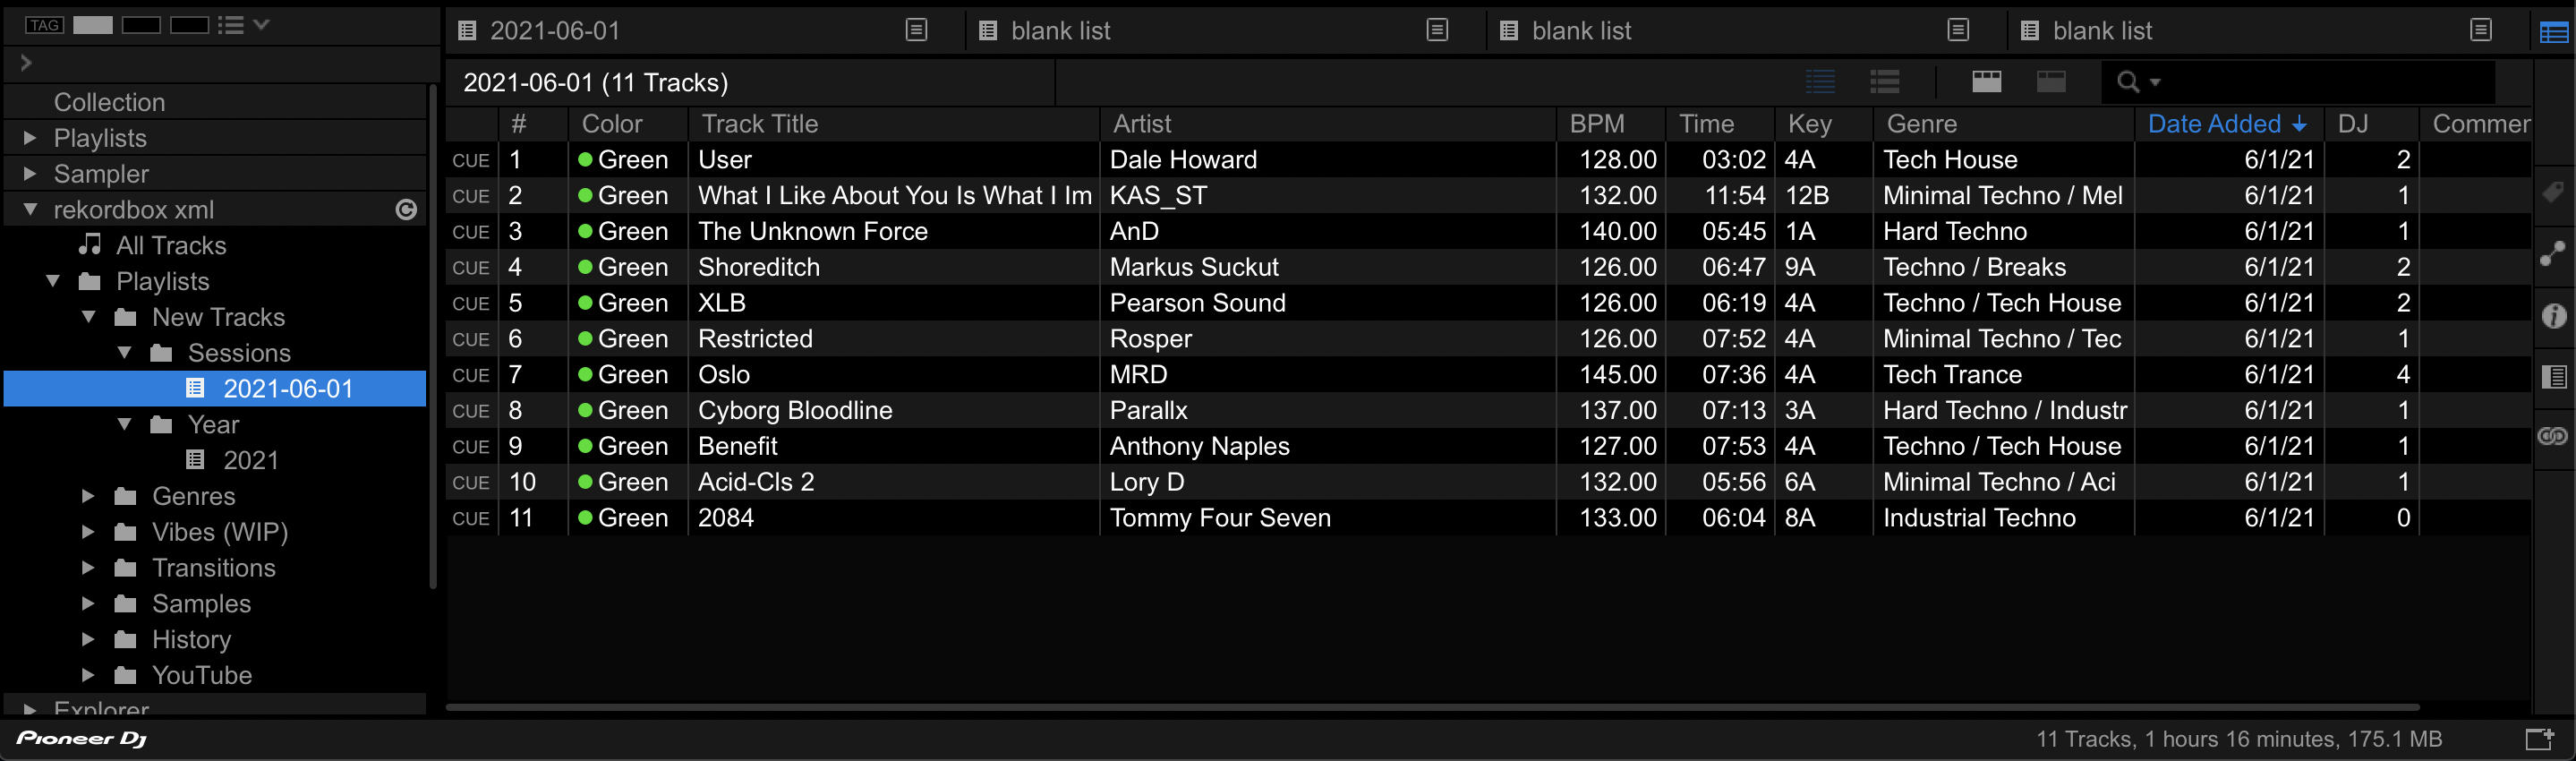 TAG
2021-06-01
blank list
blank list
blank list
2021-06-01 (11 Tracks)
Collection
Playlists
Sampler
rekordbox xml
All Tracks
Playlists
New Tracks
Sessions
2021-06-01
Year
2021
Genres
Vibes (WIP)
Transitions
Samples
History
YouTube
Explorer
# Color Track Title Artist BPM Time Key Genre Date Added DJ Commer
CUE 1 Green User Dale Howard 128.00 03:02 4A Tech House 6/1/21 2
CUE 2 Green What I Like About You Is What I Im KAS_ST 132.00 11:54 12B Minimal Techno / Mel 6/1/21 1
CUE 3 Green The Unknown Force AnD 140.00 05:45 1A Hard Techno 6/1/21 1
CUE 4 Green Shoreditch Markus Suckut 126.00 06:47 9A Techno / Breaks 6/1/21 2
CUE 5 Green XLB Pearson Sound 126.00 06:19 4A Techno / Tech House 6/1/21 2
CUE 6 Green Restricted Rosper 126.00 07:52 4A Minimal Techno / Tec 6/1/21 1
CUE 7 Green Oslo MRD 145.00 07:36 4A Tech Trance 6/1/21 4
CUE 8 Green Cyborg Bloodline Parallx 137.00 07:13 3A Hard Techno / Industr 6/1/21 1
CUE 9 Green Benefit Anthony Naples 127.00 07:53 4A Techno / Tech House 6/1/21 1
CUE 10 Green Acid-Cls 2 Lory D 132.00 05:56 6A Minimal Techno / Aci 6/1/21 1
CUE 11 Green 2084 Tommy Four Seven 133.00 06:04 8A Industrial Techno 6/1/21 0
Pioneer Dj
11 Tracks, 1 hours 16 minutes, 175.1 MB